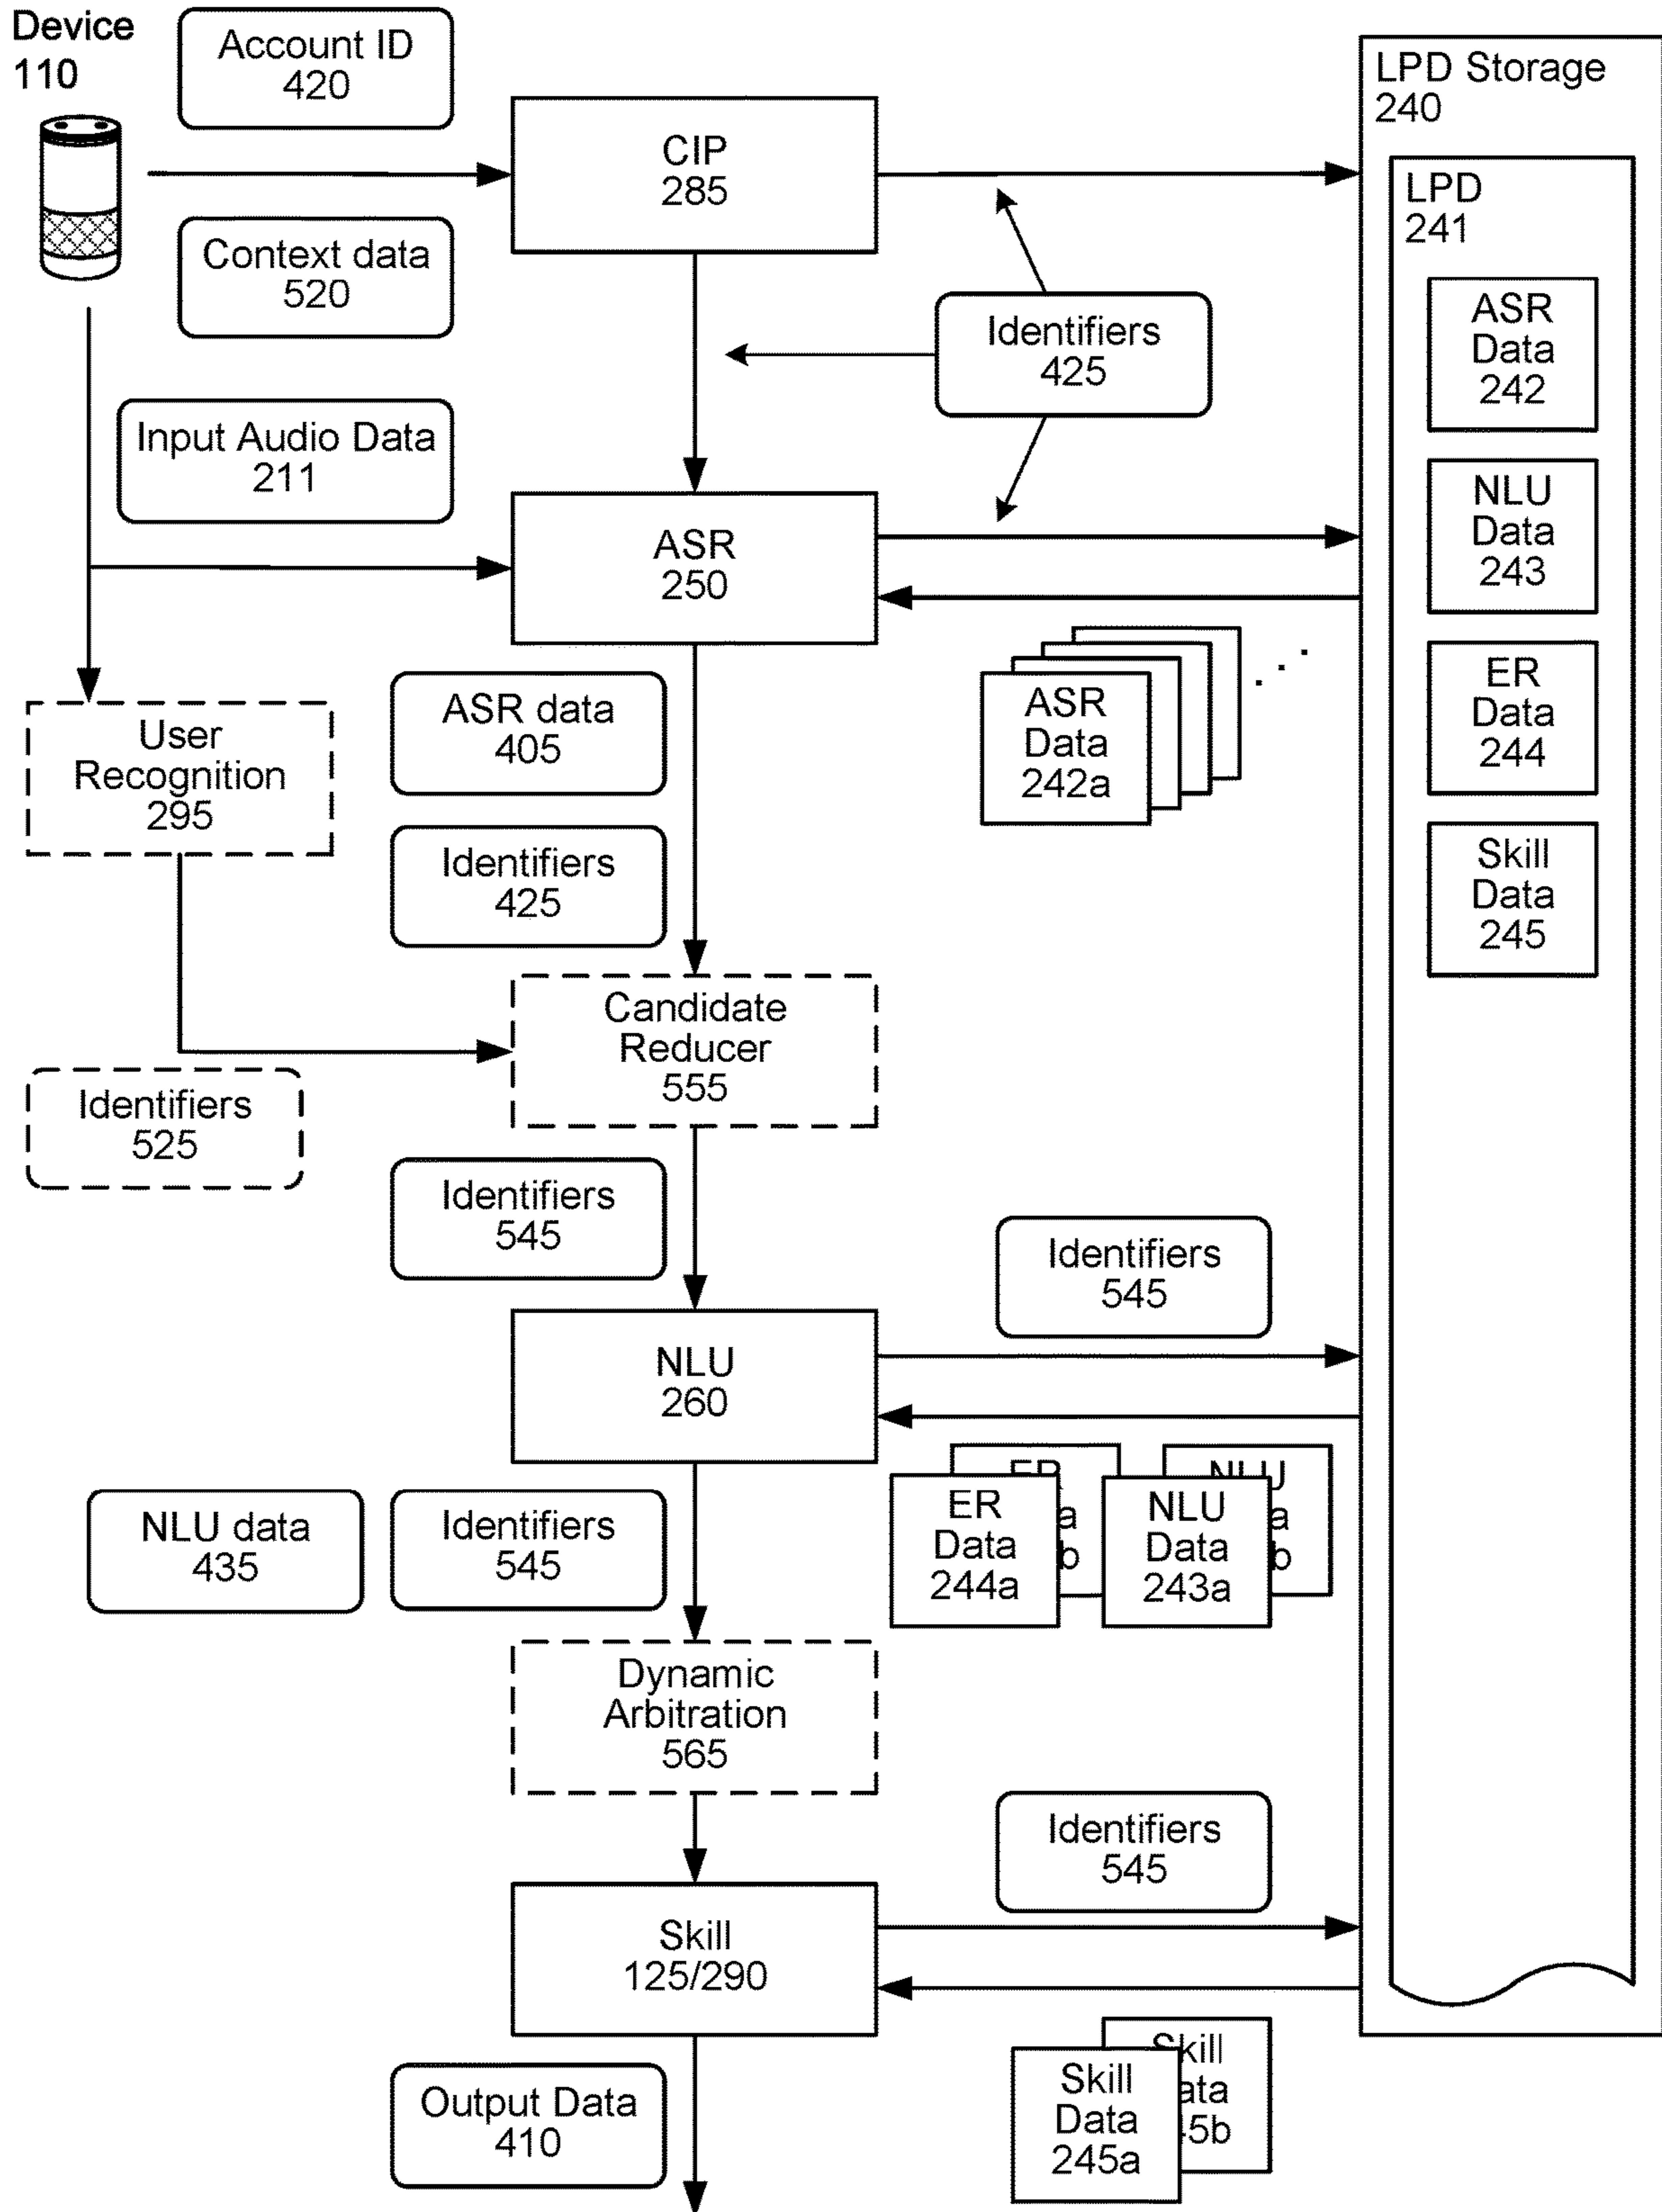 Device
110
Account ID
420
CIP
285
LPD Storage
240
LPD
241
Context data
520
Identifiers
425
ASR
Data
242
Input Audio Data
211
NLU
Data
243
ASR
250
ER
Data
244
ASR data
405
ASR
Data
242a
User
Recognition
295
Identifiers
425
Skill
Data
245
Candidate
Reducer
555
Identifiers
525
Identifiers
545
Identifiers
545
NLU
260
ER
NLU
ER
Data
244a
NLU
Data
243a
NLU data
435
Identifiers
545
Dynamic
Arbitration
565
Identifiers
545
Skill
125/290
Skill
Skill
Data
245a
Output Data
410